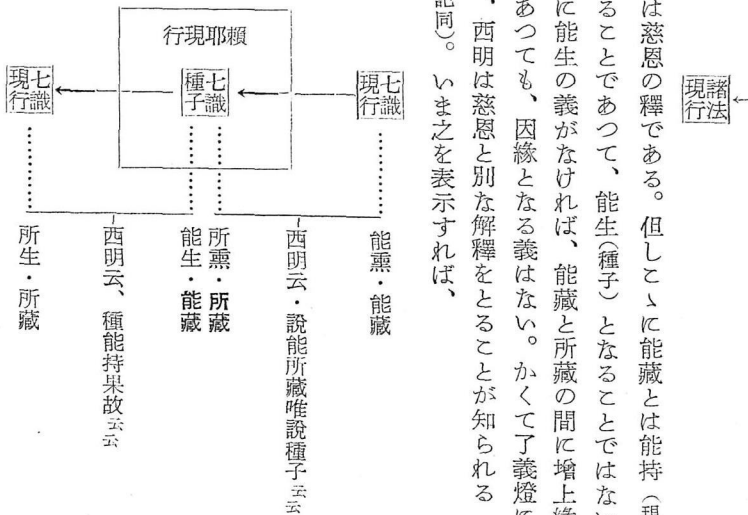 諸法
現行
は慈恩の釋である。但しこゝに能藏とは能持(現
ることであつて、能生(種子)となることではない
に能生の義がなければ、能藏と所藏の間に增上緣
あつても、因緣となる義はない。かくて了義燈に
、西明は慈恩と別な解釋をとることが知られる
記同)。いま之を表示すれば、
七識
現行
賴耶現行
七識
種子
七識
現行
能熏・能藏
西明云・說能所藏唯說種子云云
所熏・所藏
能生・能藏
西明云、種能持果故云云
所生・所藏